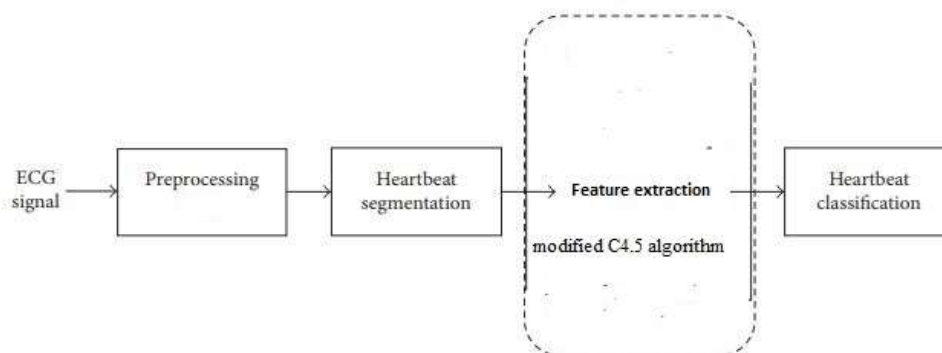 ECG
signal
Preprocessing
Heartbeat
segmentation
Feature extraction
modified C4.5 algorithm
Heartbeat
classification